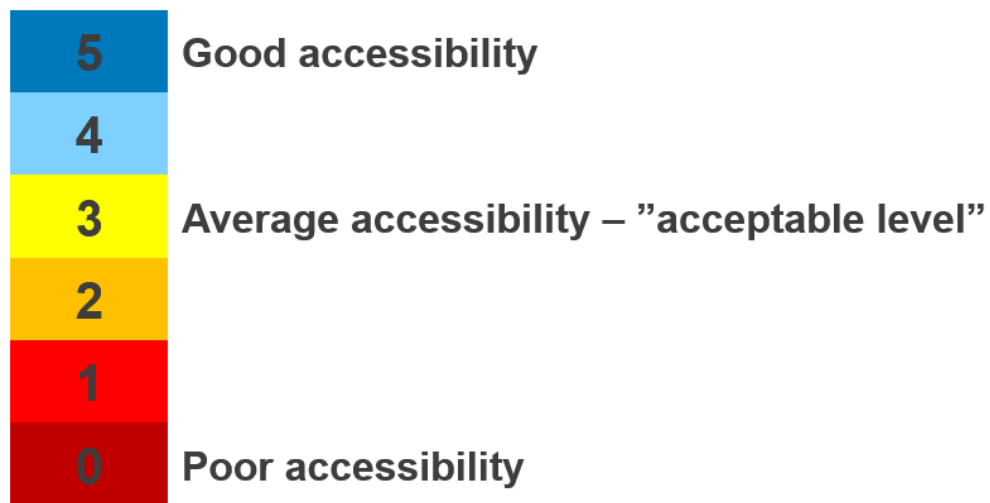 5 Good accessibility
4
3 Average accessibility – ”acceptable level”
2
1
0 Poor accessibility